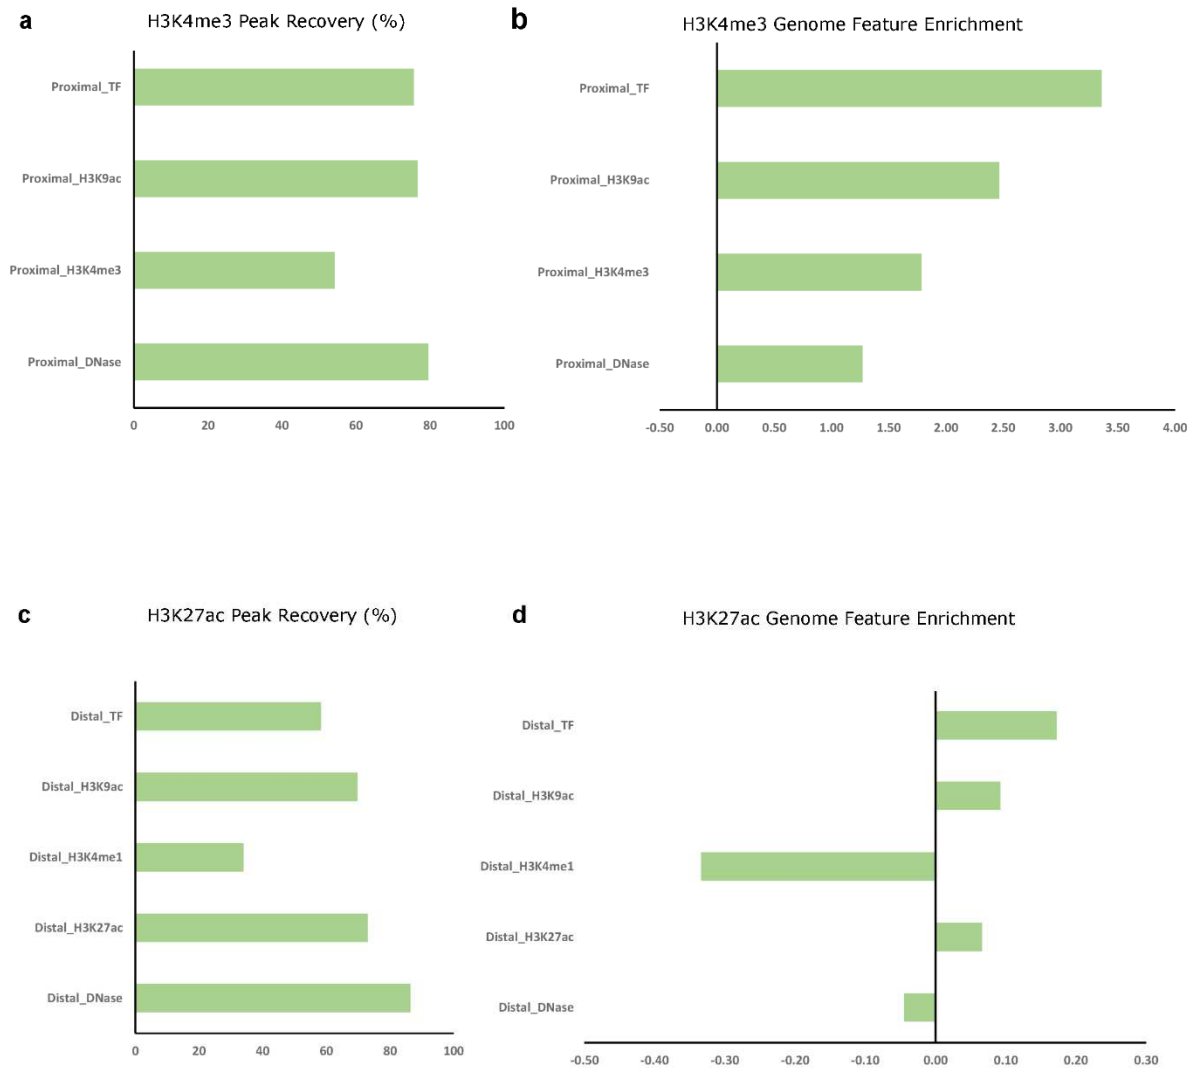 a
H3K4me3 Peak Recovery (%)
Proximal_TF
Proximal_H3K9ac
Proximal_H3K4me3
Proximal_DNase
0 20 40 60 80 100
b
H3K4me3 Genome Feature Enrichment
Proximal_TF
Proximal_H3K9ac
Proximal_H3K4me3
Proximal_DNase
-0.50 0.00 0.50 1.00 1.50 2.00 2.50 3.00 3.50 4.00
c
H3K27ac Peak Recovery (%)
Distal_TF
Distal_H3K9ac
Distal_H3K4me1
Distal_H3K27ac
Distal_DNase
0 20 40 60 80 100
d
H3K27ac Genome Feature Enrichment
Distal_TF
Distal_H3K9ac
Distal_H3K4me1
Distal_H3K27ac
Distal_DNase
-0.50 -0.40 -0.30 -0.20 -0.10 0.00 0.10 0.20 0.30